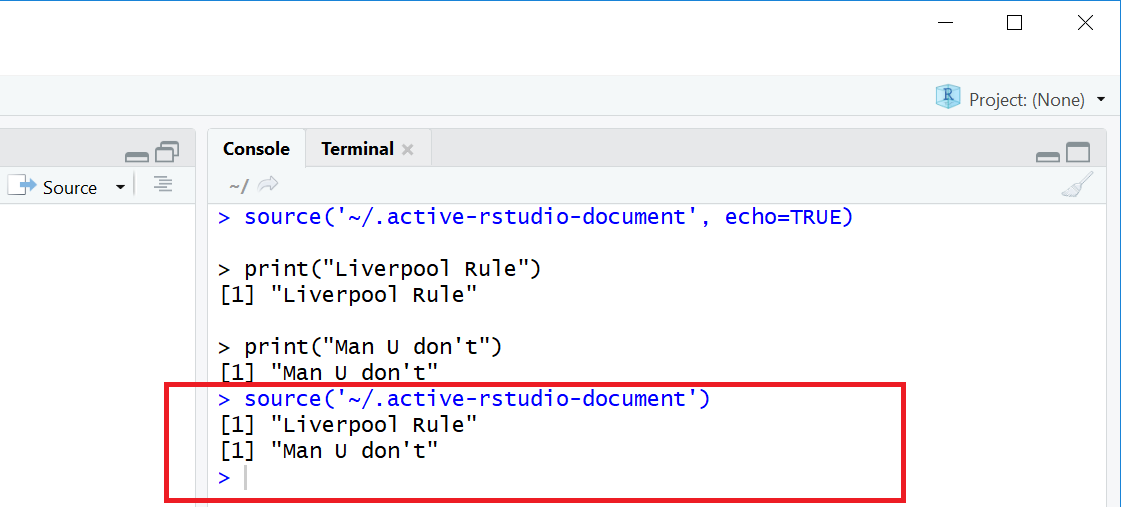 Project: (None)
Console Terminal
Source
~/
> source('~/.active-rstudio-document', echo=TRUE)
> print("Liverpool Rule")
[1] "Liverpool Rule"
> print("Man U don't")
[1] "Man U don't"
> source('~/.active-rstudio-document')
[1] "Liverpool Rule"
[1] "Man U don't"
>